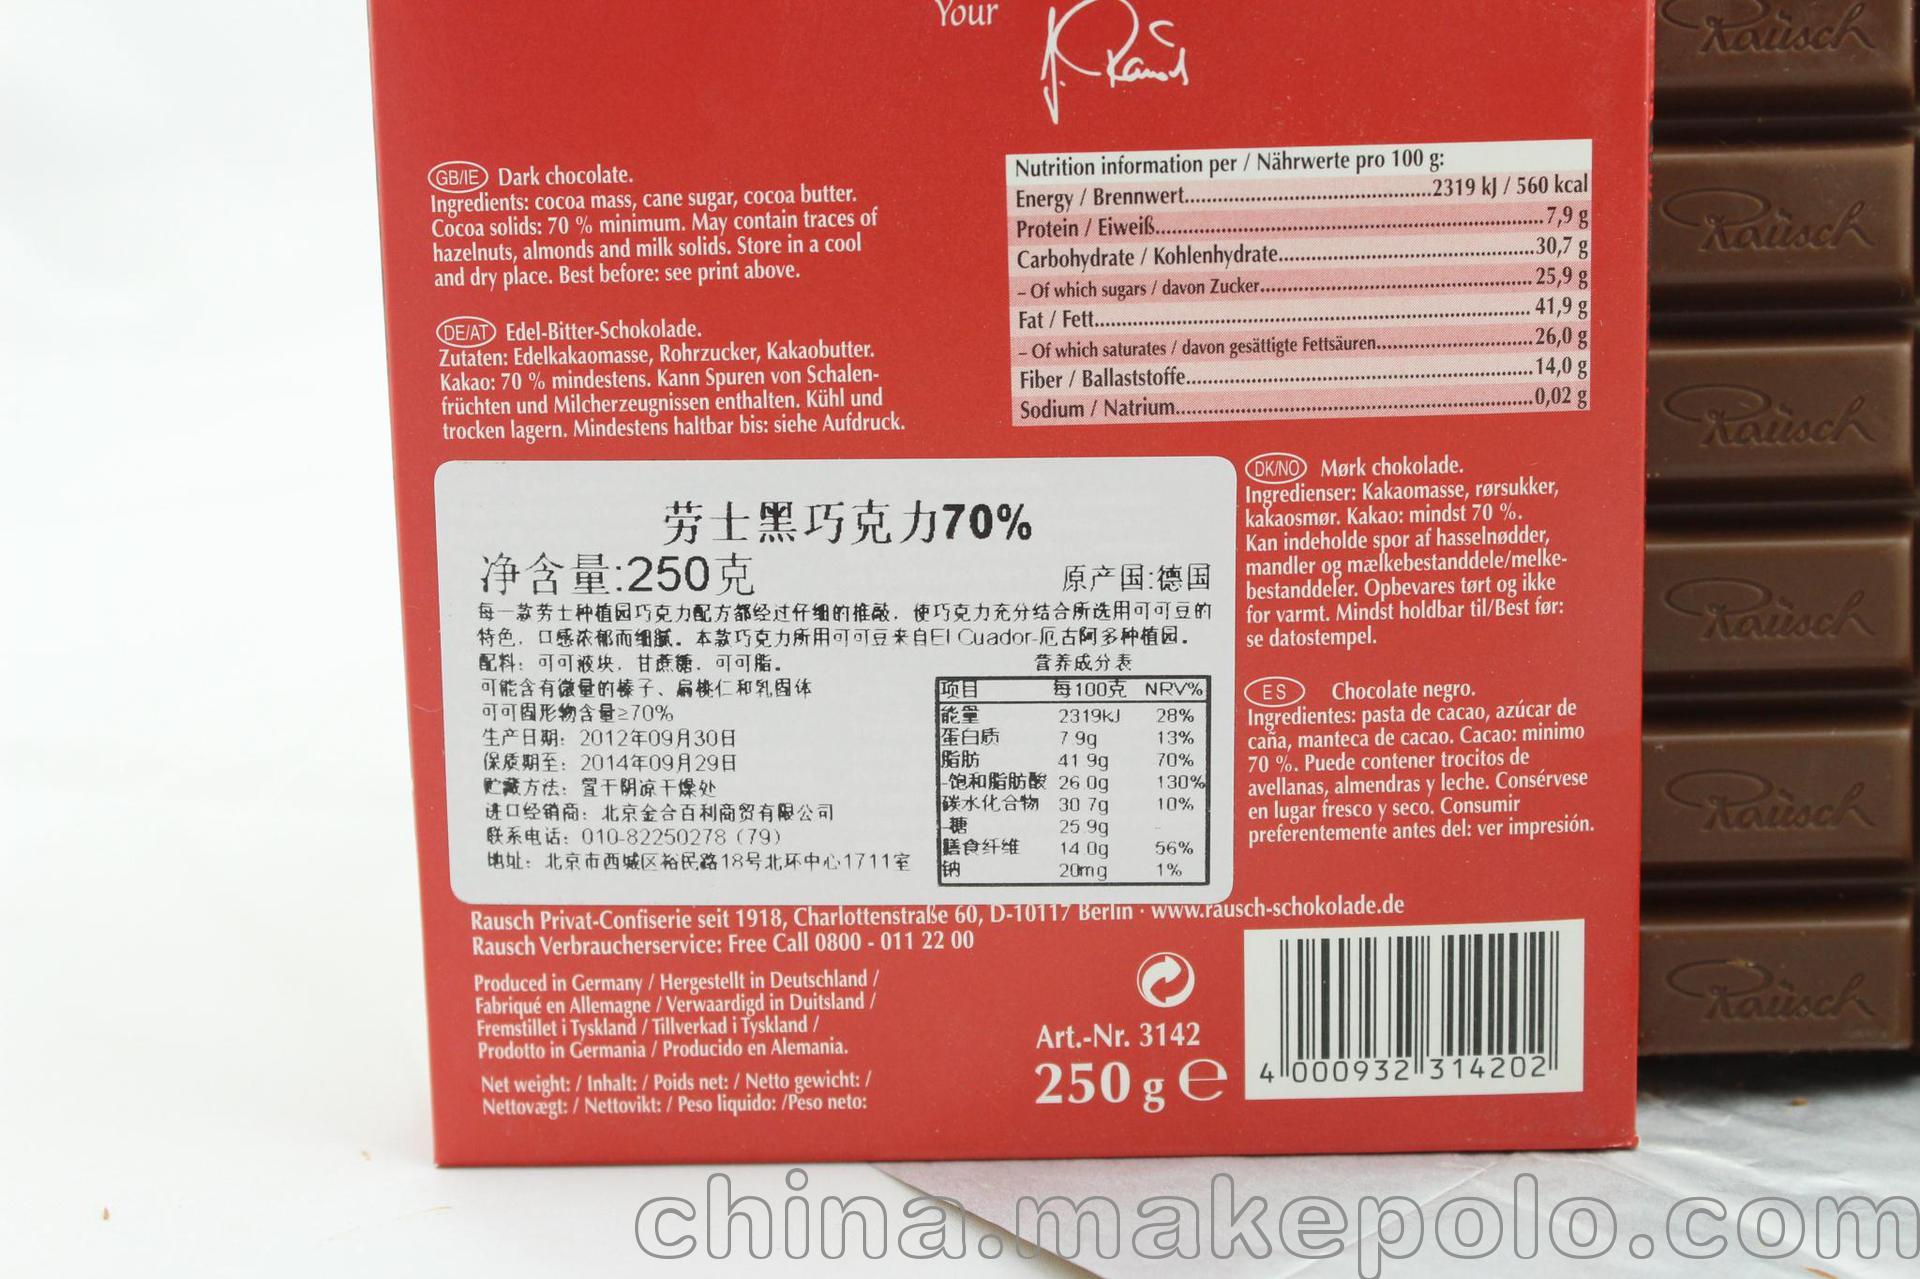 Your
GB/IE Dark chocolate.
Ingredients: cocoa mass, cane sugar, cocoa butter.
Cocoa solids: 70 % minimum. May contain traces of
hazelnuts, almonds and milk solids. Store in a cool
and dry place. Best before: see print above.
DE/AT Edel-Bitter-Schokolade.
Zutaten: Edelkakaomasse, Rohrzucker, Kakaobutter.
Kakao: 70 % mindestens. Kann Spuren von Schalen-
früchten und Milcherzeugnissen enthalten. Kühl und
trocken lagern. Mindestens haltbar bis: siehe Aufdruck.
Nutrition information per / Nährwerte pro 100 g:
Energy / Brennwert 2319 kJ / 560 kcal
Protein / Eiweiß 7,9 g
Carbohydrate / Kohlenhydrate 30,7 g
– Of which sugars / davon Zucker 25,9 g
Fat / Fett 41,9 g
– Of which saturates / davon gesättigte Fettsäuren 26,0 g
Fiber / Ballaststoffe 14,0 g
Sodium / Natrium 0,02 g
劳士黑巧克力70%
净含量:250克
原产国:德国
每一款劳士种植园巧克力配方都经过仔细的推敲，使巧克力充分结合所选用可可豆的
特色，口感浓郁而细腻。本款巧克力所用可可豆来自El Cuador-厄古阿多种植园。
配料：可可液块，甘蔗糖，可可脂。
可能含有微量的榛子、扁桃仁和乳固体
可可固形物含量≥70%
生产日期：2012年09月30日
保质期至：2014年09月29日
贮藏方法：置于阴凉干燥处
进口经销商：北京金合百利商贸有限公司
联系电话：010-82250278（79）
地址：北京市西城区裕民路18号北环中心1711室
营养成分表
项目 每100克 NRV%
能量 2319kJ 28%
蛋白质 7.9g 13%
脂肪 41.9g 70%
-饱和脂肪酸 26.0g 130%
碳水化合物 30.7g 10%
-糖 25.9g -
膳食纤维 14.0g 56%
钠 20mg 1%
DK/NO Mørk chokolade.
Ingredienser: Kakaomasse, rørsukker,
kakaosmør. Kakao: mindst 70 %.
Kan indeholde spor af hasselnødder,
mandler og mælkebestanddele/melke-
bestanddeler. Opbevares tørt og ikke
for varmt. Mindst holdbar til/Best før:
se datostempel.
ES Chocolate negro.
Ingredientes: pasta de cacao, azúcar de
caña, manteca de cacao. Cacao: minimo
70 %. Puede contener trocitos de
avellanas, almendras y leche. Consérvese
en lugar fresco y seco. Consumir
preferentemente antes del: ver impresión.
Rausch Privat-Confiserie seit 1918, Charlottenstraße 60, D-10117 Berlin · www.rausch-schokolade.de
Rausch Verbraucherservice: Free Call 0800 - 011 22 00
Produced in Germany / Hergestellt in Deutschland /
Fabriqué en Allemagne / Verwaardigd in Duitsland /
Fremstillet i Tyskland / Tillverkad i Tyskland /
Prodotto in Germania / Producido en Alemania.
Net weight: / Inhalt: / Poids net: / Netto gewicht: /
Nettovægt: / Nettovikt: / Peso liquido: /Peso neto:
Art.-Nr. 3142
250 g e
4 000932 314202
Rausch
Rausch
Rausch
Rausch
Rausch
Rausch
china.makepolo.com